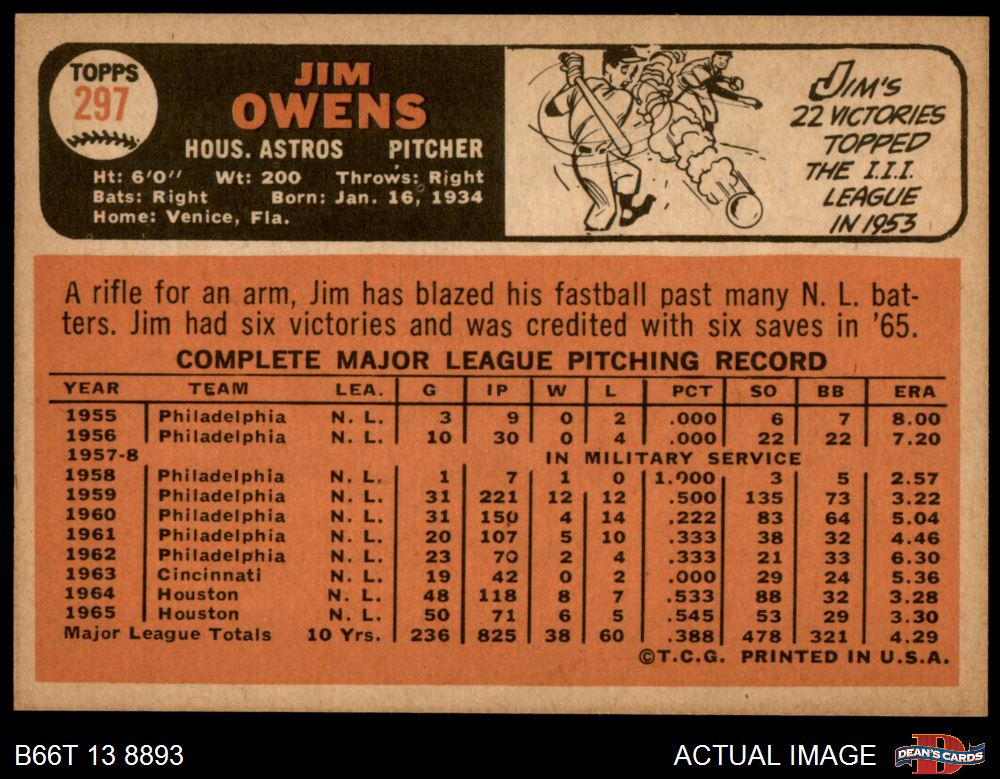 TOPPS
297
JIM
OWENS
HOUS. ASTROS PITCHER
Ht: 6'0" Wt: 200 Throws: Right
Bats: Right Born: Jan. 16, 1934
Home: Venice, Fla.
JIM'S
22 VICTORIES
TOPPED
THE I.I.I.
LEAGUE
IN 1953
A rifle for an arm, Jim has blazed his fastball past many N. L. bat-
ters. Jim had six victories and was credited with six saves in '65.
COMPLETE MAJOR LEAGUE PITCHING RECORD
YEAR TEAM LEA. G IP W L PCT SO BB ERA
1955 Philadelphia N. L. 3 9 0 2 .000 6 7 8.00
1956 Philadelphia N. L. 10 30 0 4 .000 22 22 7.20
1957-8 IN MILITARY SERVICE
1958 Philadelphia N. L. 1 7 1 0 1.000 3 5 2.57
1959 Philadelphia N. L. 31 221 12 12 .500 135 73 3.22
1960 Philadelphia N. L. 31 150 4 14 .222 83 64 5.04
1961 Philadelphia N. L. 20 107 5 10 .333 38 32 4.46
1962 Philadelphia N. L. 23 70 2 4 .333 21 33 6.30
1963 Cincinnati N. L. 19 42 0 2 .000 29 24 5.36
1964 Houston N. L. 48 118 8 7 .533 88 32 3.28
1965 Houston N. L. 50 71 6 5 .545 53 29 3.30
Major League Totals 10 Yrs. 236 825 38 60 .388 478 321 4.29
©T.C.G. PRINTED IN U.S.A.
B66T 13 8893 ACTUAL IMAGE DEAN'S CARDS